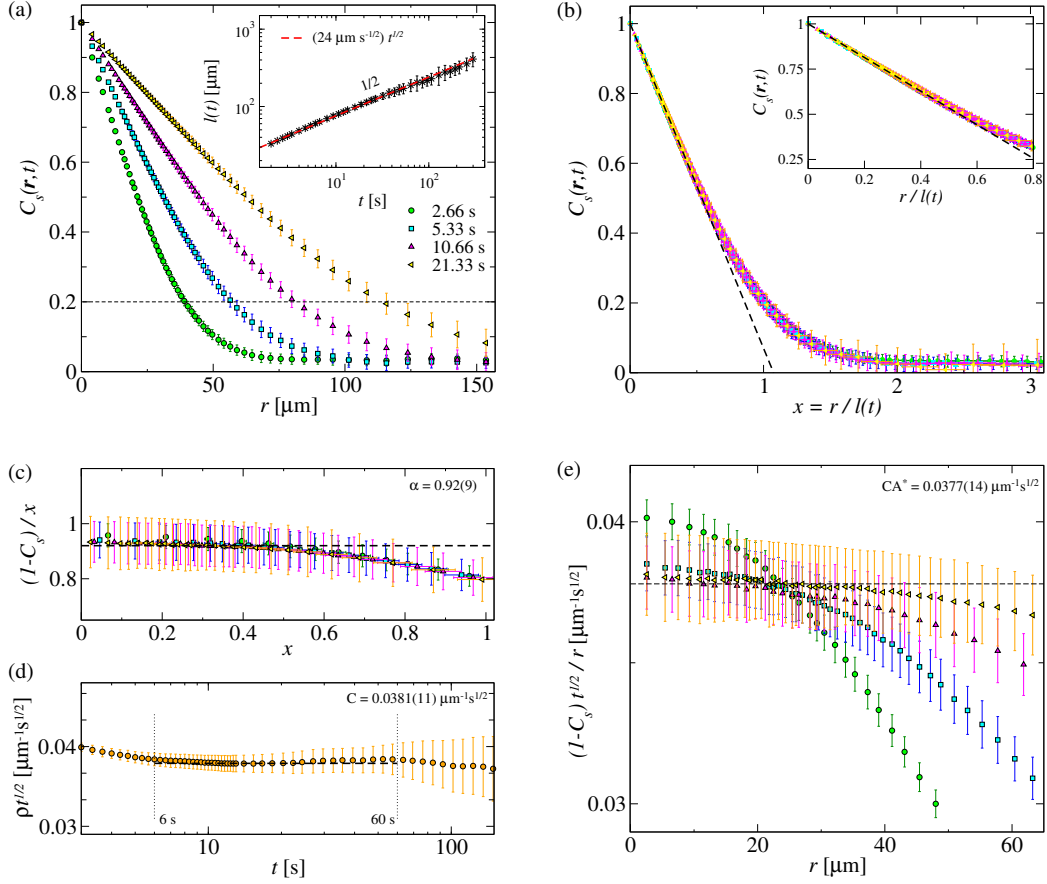 (a)
C_s(r,t)
1
0.8
0.6
0.4
0.2
0
0 50 100 150
r [μm]
l(t) [μm]
10^3
10^2
(24 μm s^{-1/2}) t^{1/2}
1/2
10^1 10^2
t [s]
2.66 s
5.33 s
10.66 s
21.33 s
(b)
C_s(r,t)
1
0.8
0.6
0.4
0.2
0
0 1 2 3
x = r / l(t)
C_s(r,t)
1.0
0.75
0.5
0.25
0 0.2 0.4 0.6 0.8
r / l(t)
(c)
α = 0.92(9)
(1-C_s) / x
1
0.8
0 0.2 0.4 0.6 0.8 1
x
(d)
C = 0.0381(11) μm^{-1}s^{1/2}
ρt^{1/2} [μm^{-1}s^{1/2}]
0.04
0.03
6 s 60 s
10 100
t [s]
(e)
CA* = 0.0377(14) μm^{-1}s^{1/2}
(1-C_s) t^{1/2} / r [μm^{-1}s^{1/2}]
0.04
0.03
0 20 40 60
r [μm]